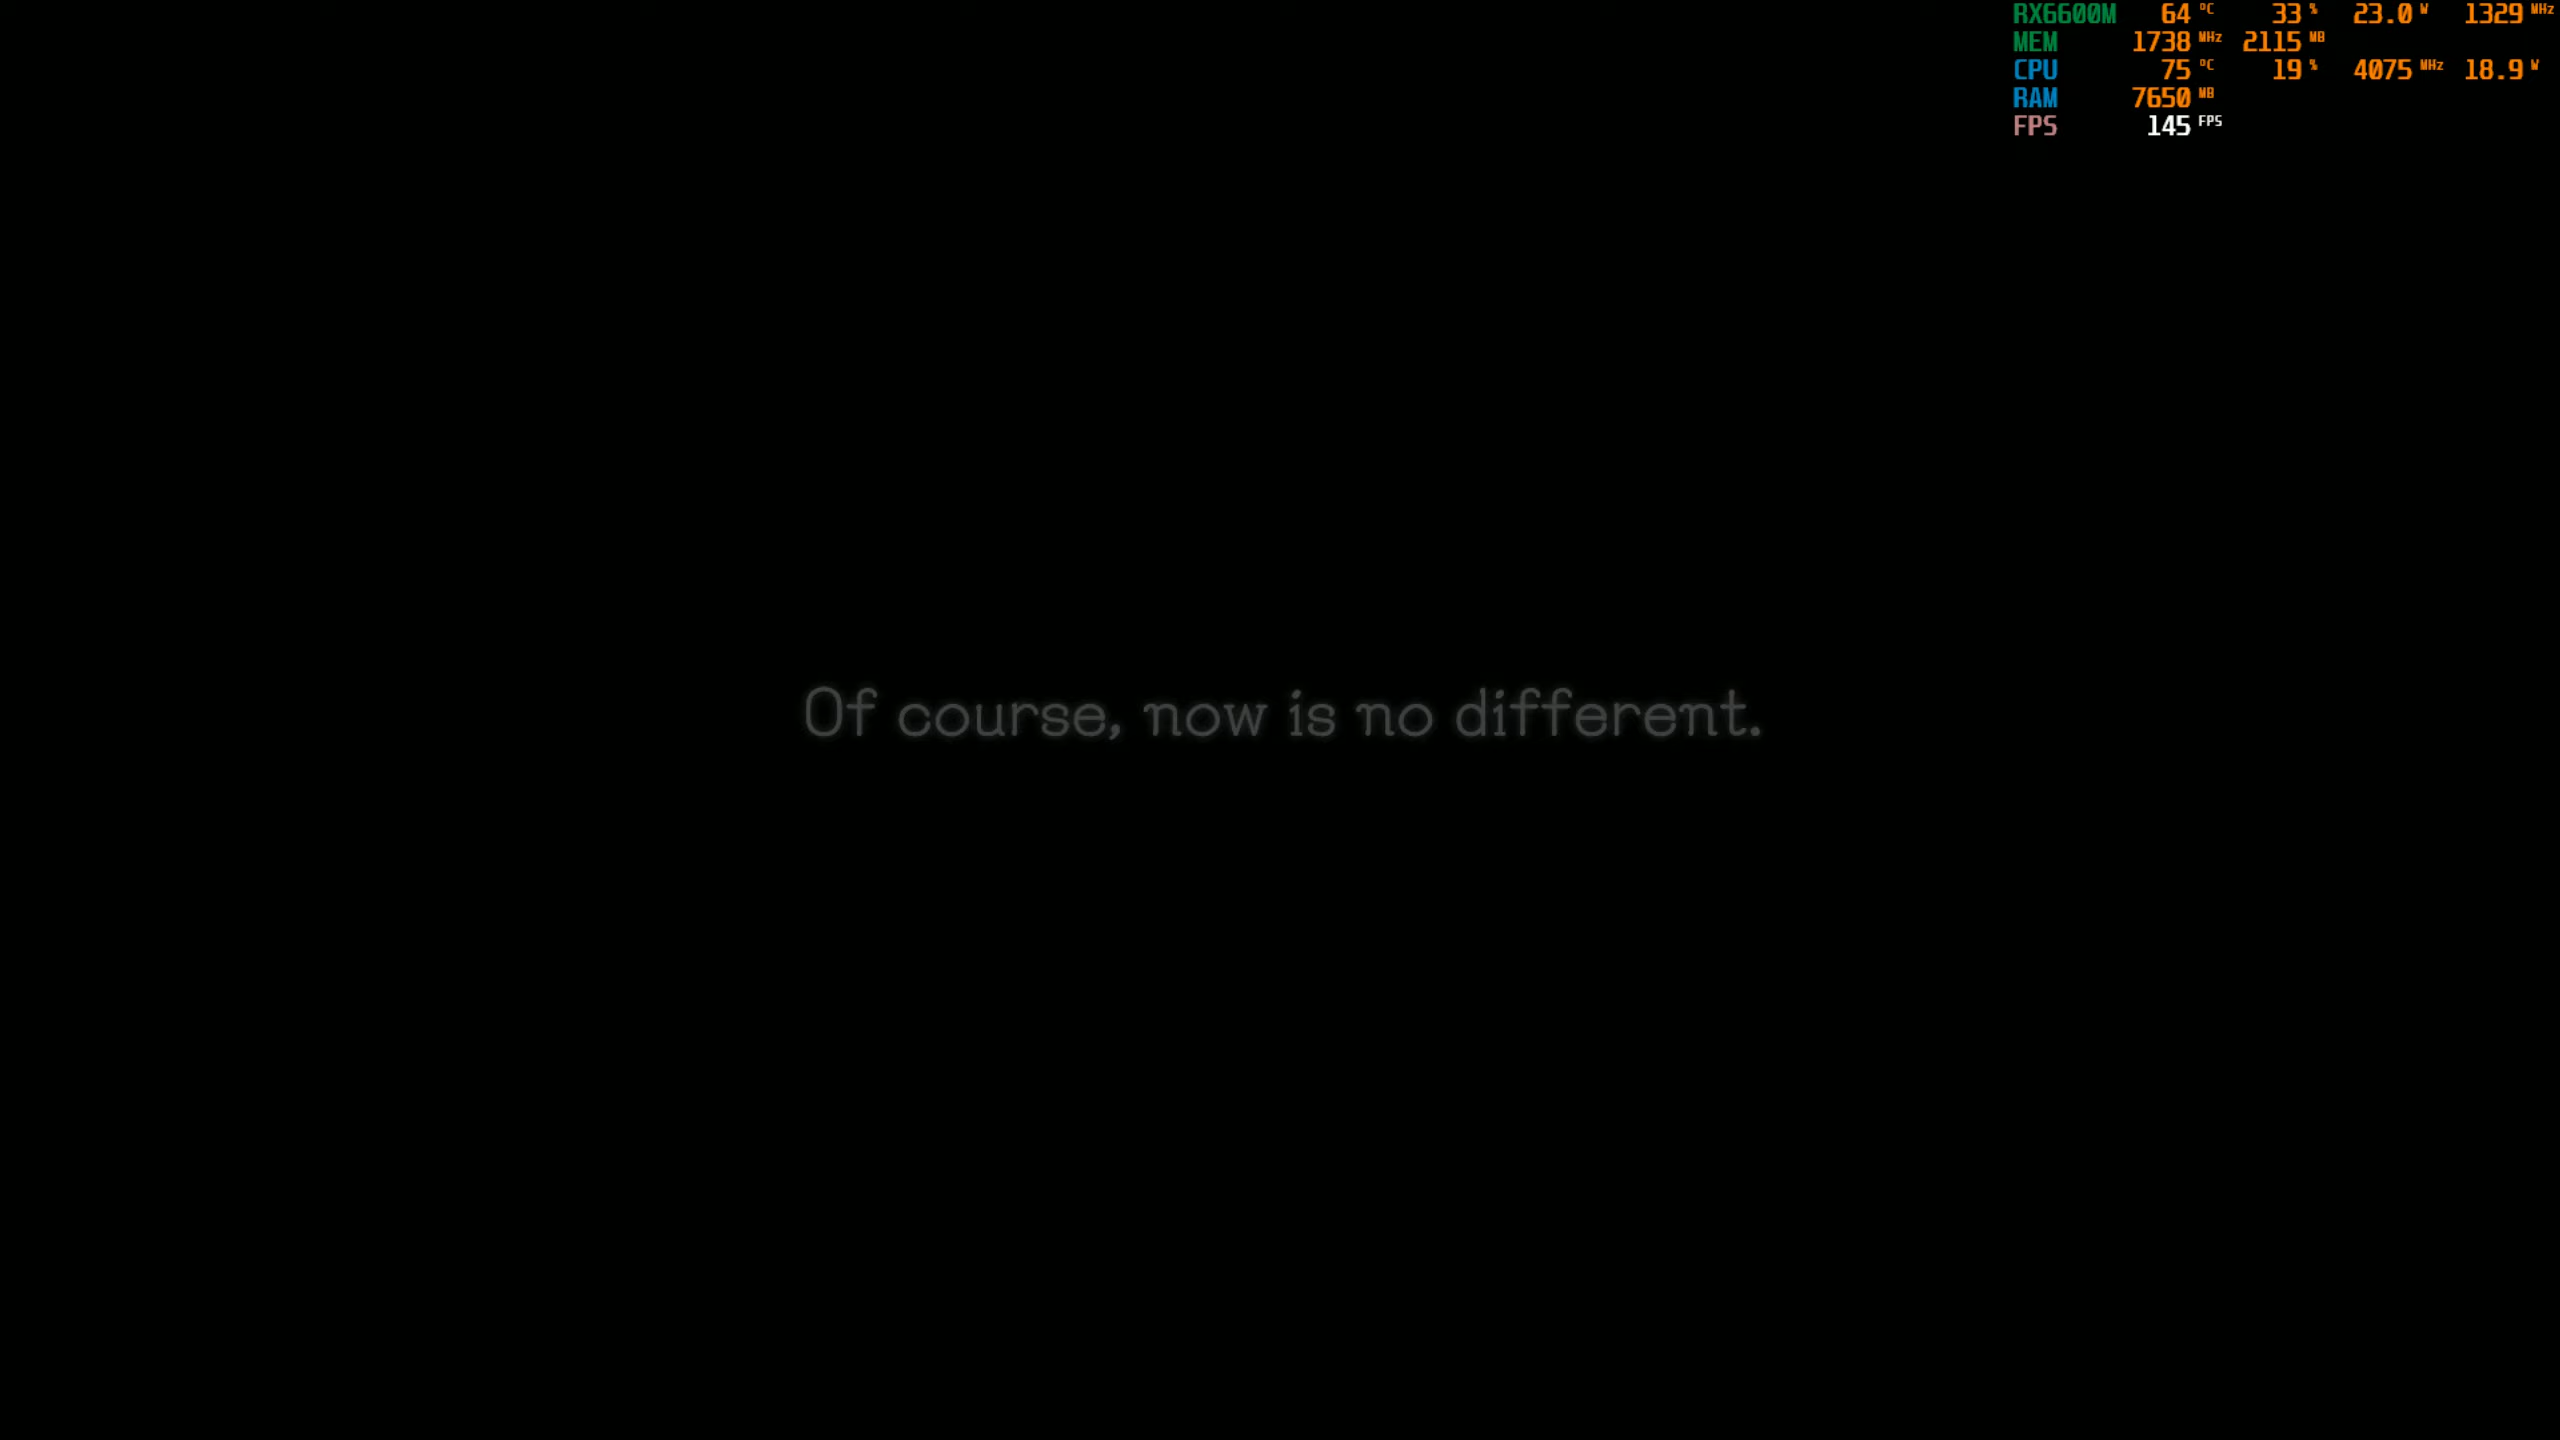 RX6600M 64 °C 33 % 23.0 W 1329 MHz
MEM 1738 MHz 2115 MB
CPU 75 °C 19 % 4075 MHz 18.9 W
RAM 7650 MB
FPS 145 FPS
Of course, now is no different.